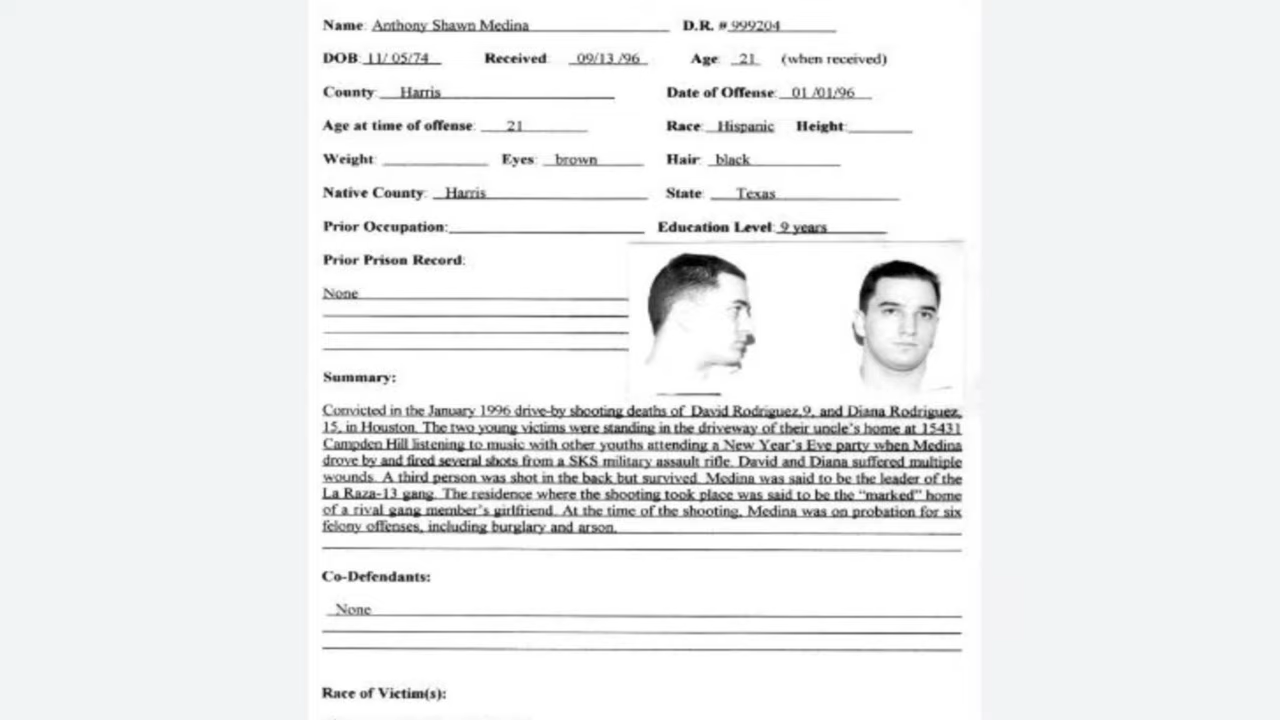 Name: Anthony Shawn Medina D.R. # 999204
DOB: 11/ 05/74 Received: 09/13 /96 Age: 21 (when received)
County: Harris Date of Offense: 01 /01/96
Age at time of offense: 21 Race: Hispanic Height:
Weight: Eyes: brown Hair: black
Native County: Harris State: Texas
Prior Occupation: Education Level: 9 years
Prior Prison Record:
None
Summary:
Convicted in the January 1996 drive-by shooting deaths of David Rodriguez,9, and Diana Rodriguez,
15, in Houston. The two young victims were standing in the driveway of their uncle's home at 15431
Campden Hill listening to music with other youths attending a New Year's Eve party when Medina
drove by and fired several shots from a SKS military assault rifle. David and Diana suffered multiple
wounds. A third person was shot in the back but survived. Medina was said to be the leader of the
La Raza-13 gang. The residence where the shooting took place was said to be the "marked" home
of a rival gang member's girlfriend. At the time of the shooting, Medina was on probation for six
felony offenses, including burglary and arson.
Co-Defendants:
None
Race of Victim(s):